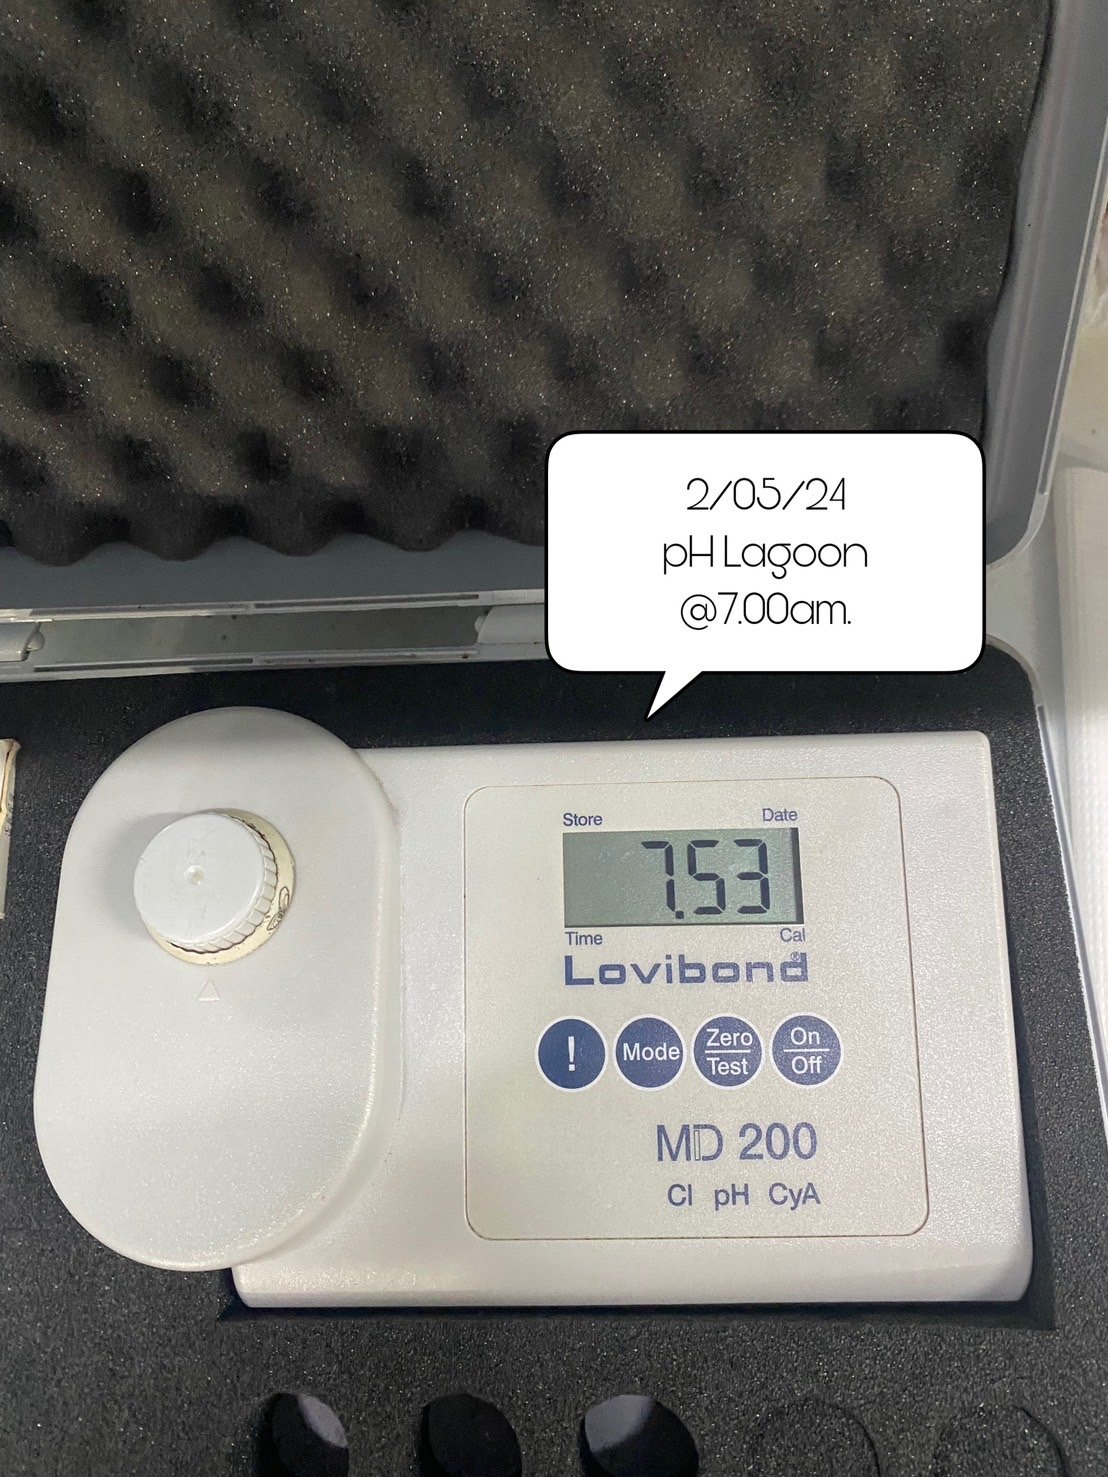 2/05/24
pH Lagoon
@7.00am.
Store Date
7.53
Time Cal
Lovibond®
! Mode Zero/Test On/Off
MD 200
Cl pH CyA